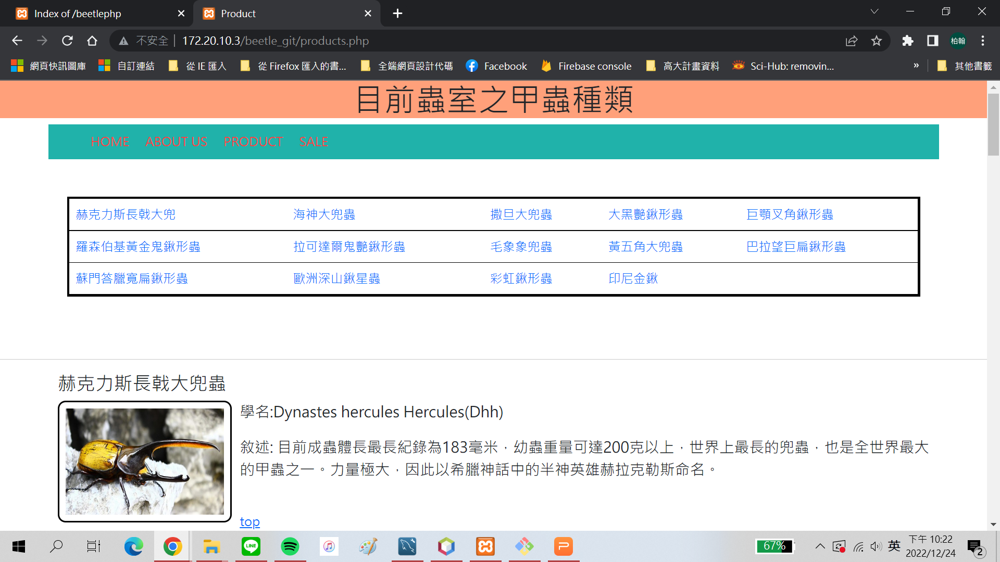 Index of /beetlephp
Product
不安全 172.20.10.3/beetle_git/products.php
柏翰
網頁快訊圖庫 自訂連結 從 IE 匯入 從 Firefox 匯入的書... 全端網頁設計代碼 Facebook Firebase console 高大計畫資料 Sci-Hub: removin... » 其他書籤
目前蟲室之甲蟲種類
HOME ABOUT US PRODUCT SALE
赫克力斯長戟大兜 海神大兜蟲 撒旦大兜蟲 大黑艷鍬形蟲 巨顎叉角鍬形蟲
羅森伯基黃金鬼鍬形蟲 拉可達爾鬼艷鍬形蟲 毛象象兜蟲 黃五角大兜蟲 巴拉望巨扁鍬形蟲
蘇門答臘寬扁鍬形蟲 歐洲深山鍬星蟲 彩虹鍬形蟲 印尼金鍬
赫克力斯長戟大兜蟲
學名:Dynastes hercules Hercules(Dhh)
敘述: 目前成蟲體長最長紀錄為183毫米，幼蟲重量可達200克以上，世界上最長的兜蟲，也是全世界最大
的甲蟲之一。力量極大，因此以希臘神話中的半神英雄赫拉克勒斯命名。
top
LINE
67%
英
下午 10:22
2022/12/24
2